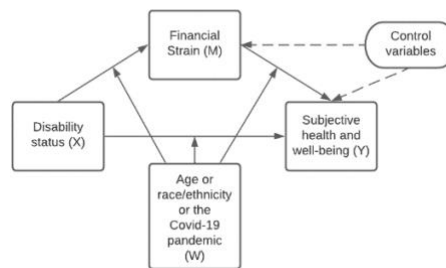 Financial
Strain (M)
Control
variables
Disability
status (X)
Subjective
health and
well-being (Y)
Age or
race/ethnicity
or the
Covid-19
pandemic
(W)